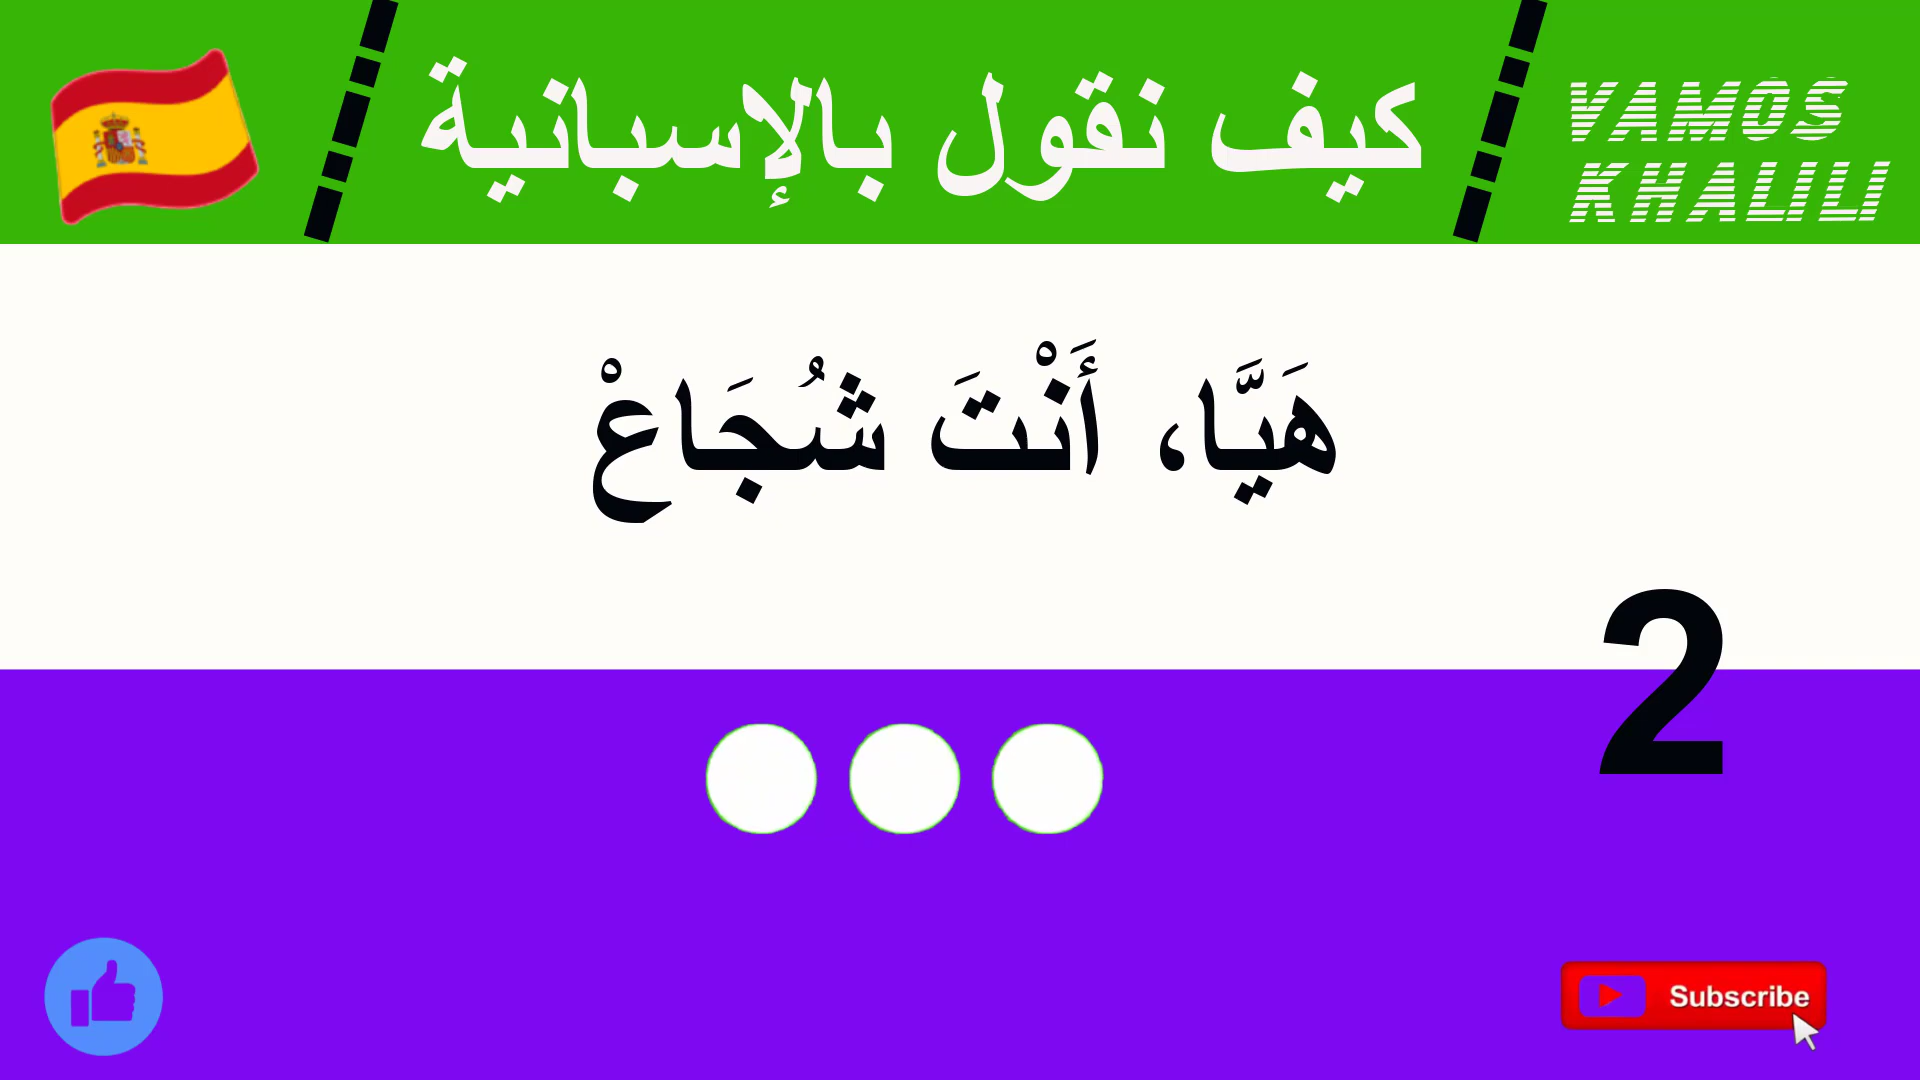 كيف نقول بالإسبانية
VAMOS
KHALILI
هَيَّا، أَنْتَ شُجَاعْ
2
Subscribe